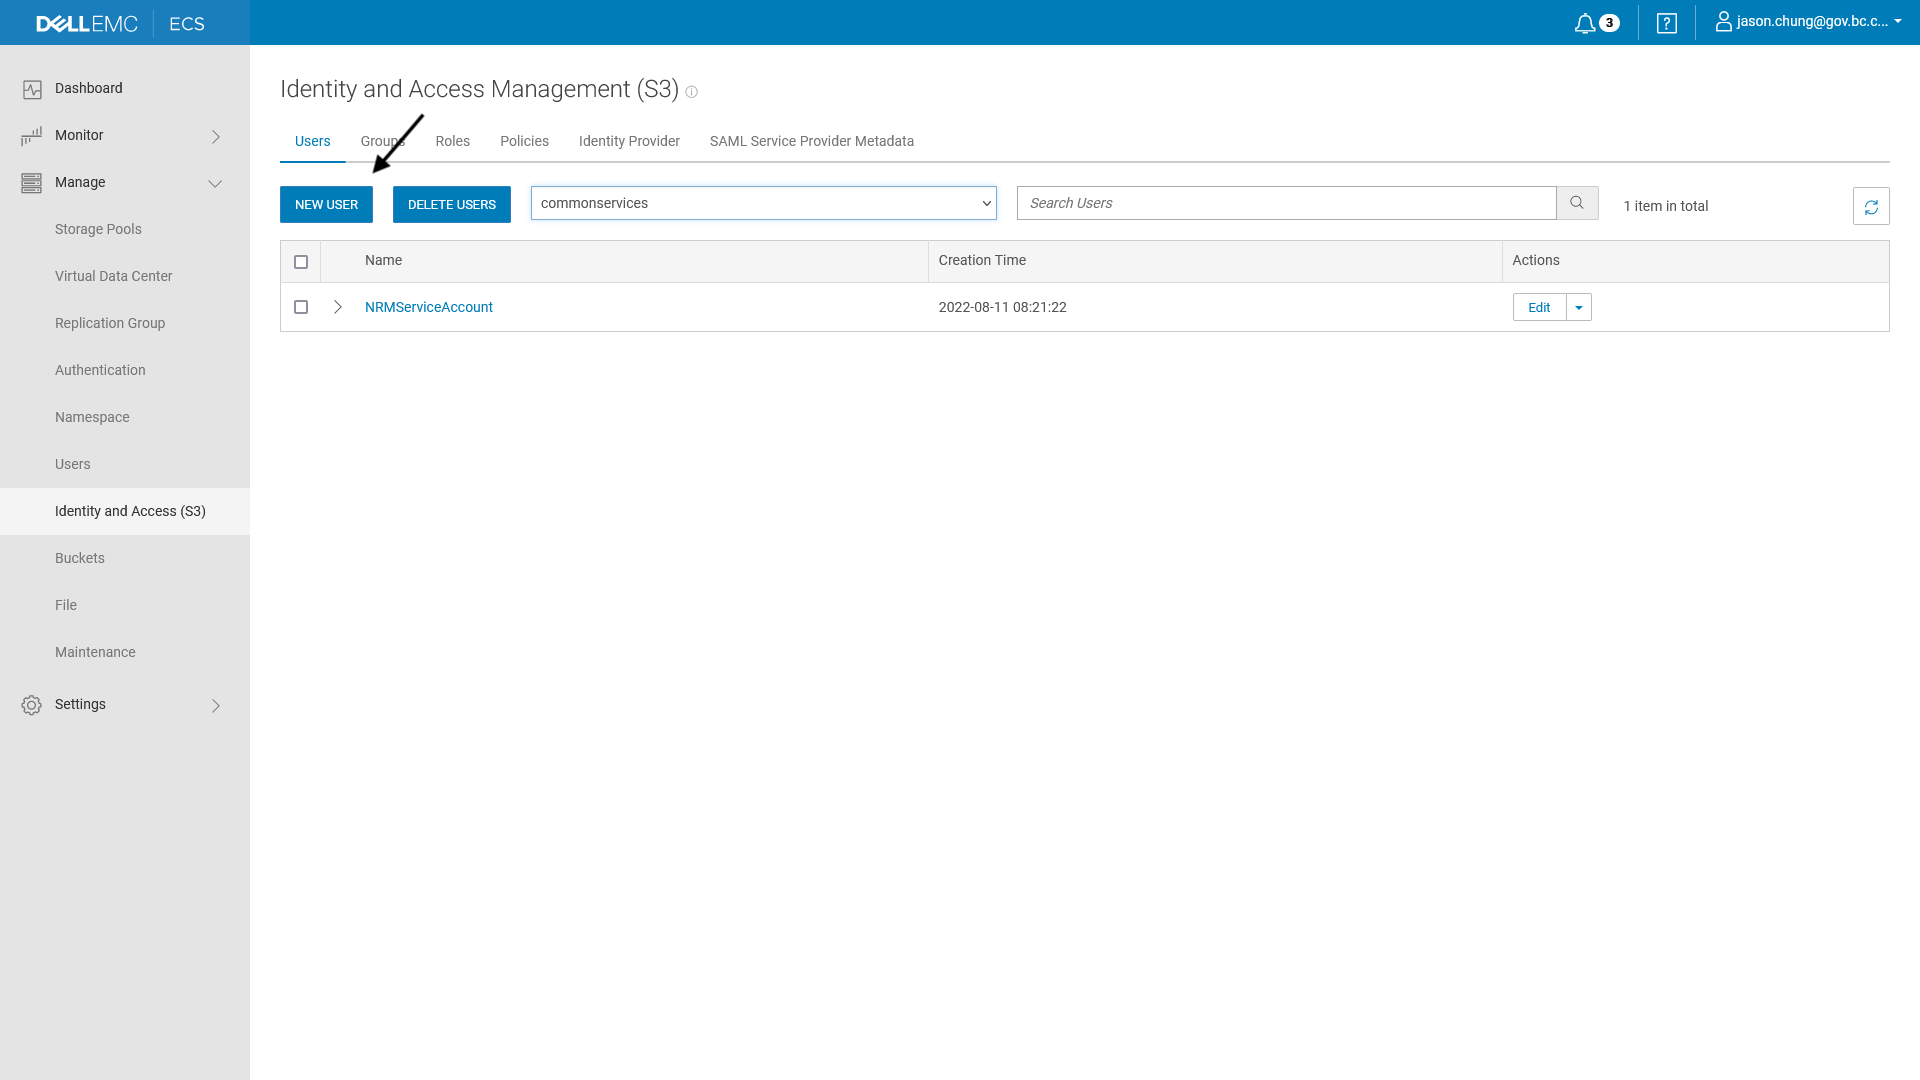 DELLEMC ECS
3
?
jason.chung@gov.bc.c...
Dashboard
Monitor
Manage
Storage Pools
Virtual Data Center
Replication Group
Authentication
Namespace
Users
Identity and Access (S3)
Buckets
File
Maintenance
Settings
Identity and Access Management (S3)
Users Groups Roles Policies Identity Provider SAML Service Provider Metadata
NEW USER DELETE USERS commonservices Search Users 1 item in total
Name Creation Time Actions
NRMServiceAccount 2022-08-11 08:21:22 Edit